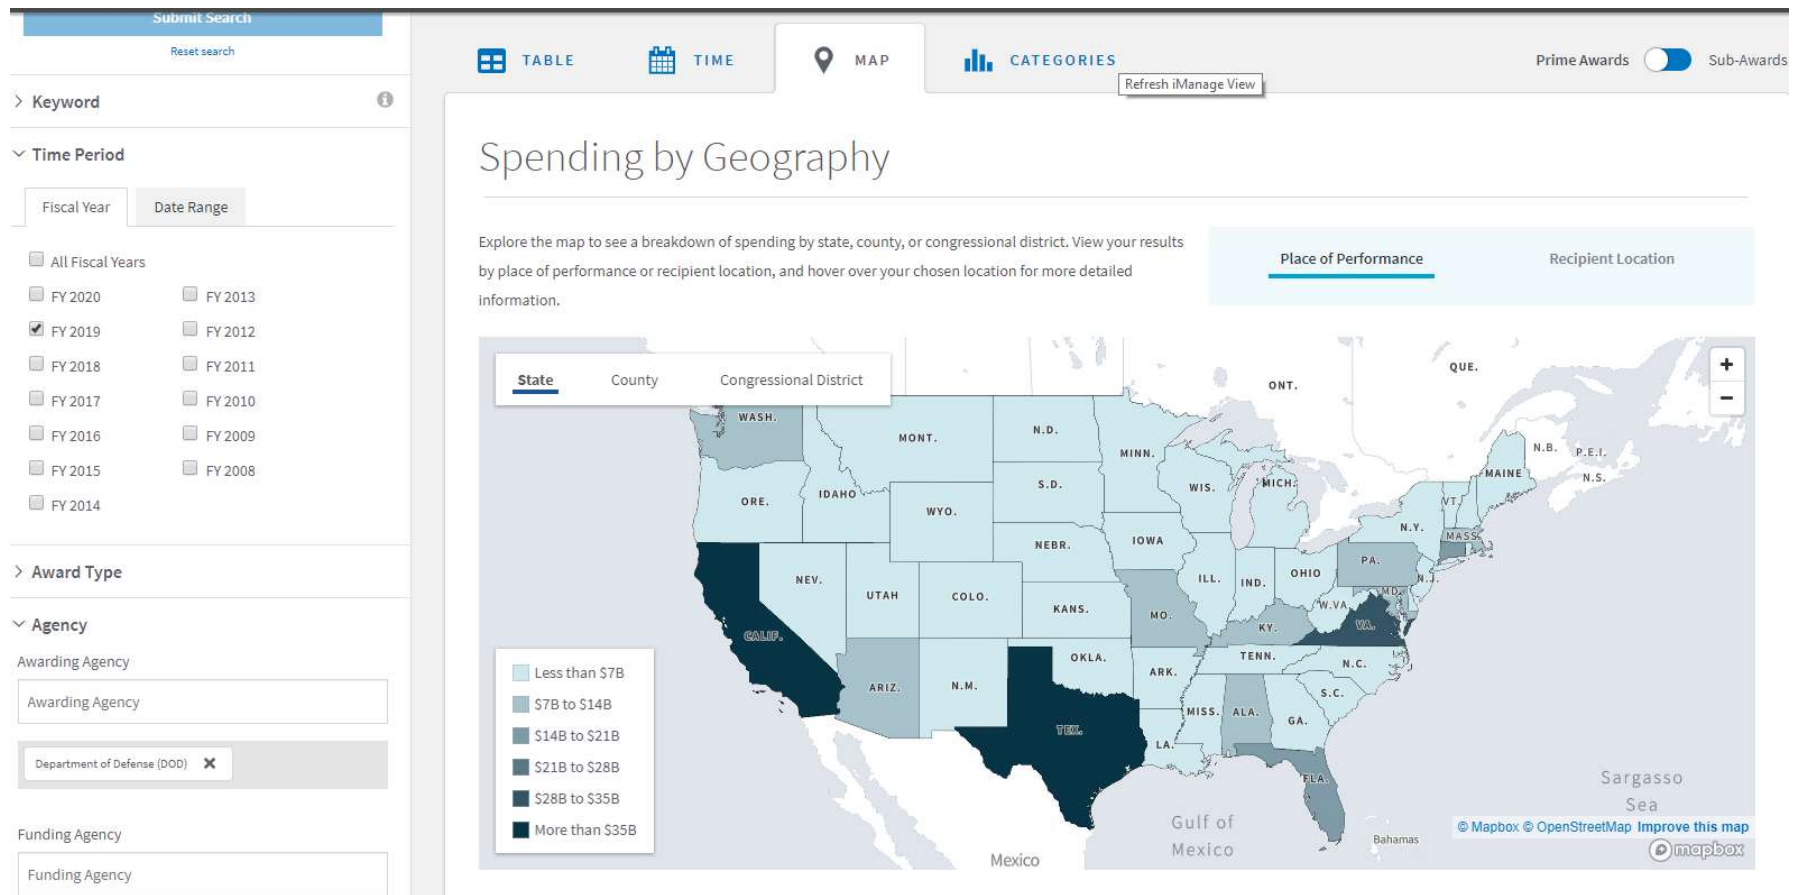 Submit Search
Reset search
Keyword
Time Period
Fiscal Year
Date Range
All Fiscal Years
FY 2020
FY 2013
FY 2019
FY 2012
FY 2018
FY 2011
FY 2017
FY 2010
FY 2016
FY 2009
FY 2015
FY 2008
FY 2014
Award Type
Agency
Awarding Agency
Awarding Agency
Department of Defense (DOD)
Funding Agency
Funding Agency
TABLE
TIME
MAP
CATEGORIES
Refresh iManage View
Prime Awards
Sub-Awards
Spending by Geography
Explore the map to see a breakdown of spending by state, county, or congressional district. View your results
by place of performance or recipient location, and hover over your chosen location for more detailed
information.
Place of Performance
Recipient Location
State
County
Congressional District
+
−
ONT.
QUE.
N.B.
P.E.I.
N.S.
WASH.
MONT.
N.D.
MINN.
MAINE
ORE.
IDAHO
WYO.
S.D.
WIS.
MICH.
VT.
N.Y.
MASS.
NEBR.
IOWA
PA.
N.J.
NEV.
UTAH
COLO.
KANS.
MO.
ILL.
IND.
OHIO
W.VA.
MD.
VA.
KY.
CALIF.
ARIZ.
N.M.
OKLA.
ARK.
TENN.
N.C.
S.C.
MISS.
ALA.
GA.
TEX.
LA.
FLA.
Less than $7B
$7B to $14B
$14B to $21B
$21B to $28B
$28B to $35B
More than $35B
Mexico
Gulf of
Mexico
Bahamas
Sargasso
Sea
© Mapbox © OpenStreetMap Improve this map
mapbox